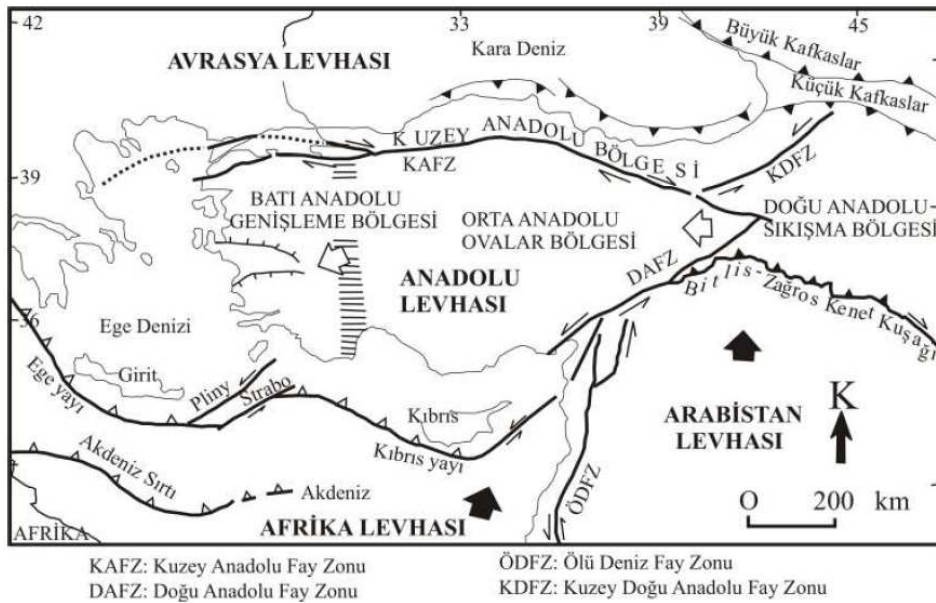 42
33
39
45
Kara Deniz
Büyük Kafkaslar
AVRASYA LEVHASI
Küçük Kafkaslar
KUZEY ANADOLU BÖLGESİ
KAFZ
KDFZ
39
BATI ANADOLU
GENİŞLEME BÖLGESİ
ORTA ANADOLU
OVALAR BÖLGESİ
DOĞU ANADOLU
SIKIŞMA BÖLGESİ
DAFZ
ANADOLU
LEVHASI
Bitlis-Zağros Kenet Kuşağı
36
Ege Denizi
Girit
Ege yayı
Pliny
Strabo
Kıbrıs
Kıbrıs yayı
ARABİSTAN
LEVHASI
K
Akdeniz Sırtı
Akdeniz
ÖDFZ
O 200 km
AFRİKA
AFRİKA LEVHASI
KAFZ: Kuzey Anadolu Fay Zonu
ÖDFZ: Ölü Deniz Fay Zonu
DAFZ: Doğu Anadolu Fay Zonu
KDFZ: Kuzey Doğu Anadolu Fay Zonu